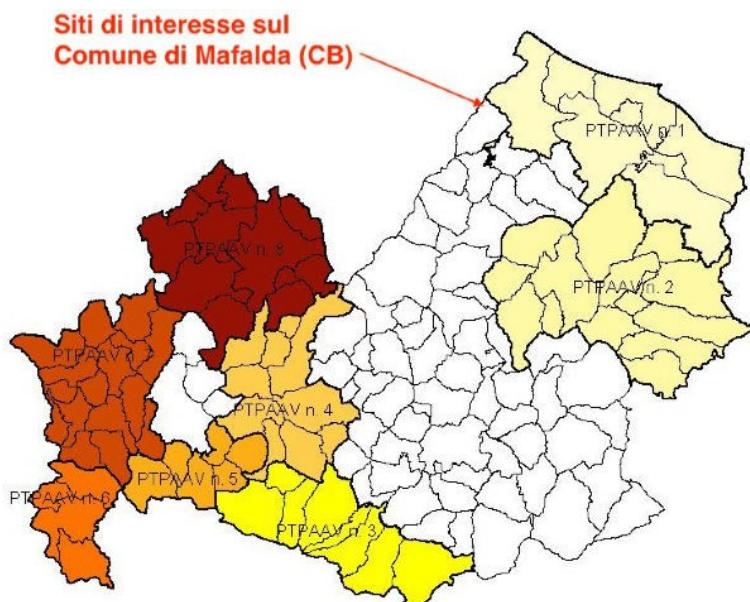 Siti di interesse sul
Comune di Mafalda (CB)
PTPAAV n. 1
PTPAAV n. 8
PTPAAV n. 2
PTPAAV n. 7
PTPAAV n. 4
PTPAAV n. 5
PTPAAV n. 6
PTPAAV n. 3